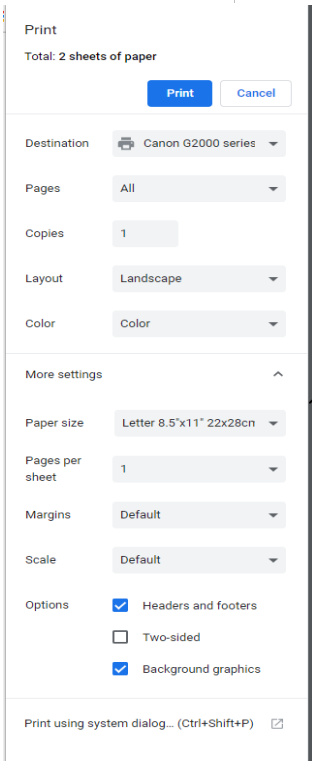 Print
Total: 2 sheets of paper
Print Cancel
Destination Canon G2000 series
Pages All
Copies 1
Layout Landscape
Color Color
More settings
Paper size Letter 8.5"x11" 22x28cm
Pages per
sheet 1
Margins Default
Scale Default
Options Headers and footers
Two-sided
Background graphics
Print using system dialog... (Ctrl+Shift+P)